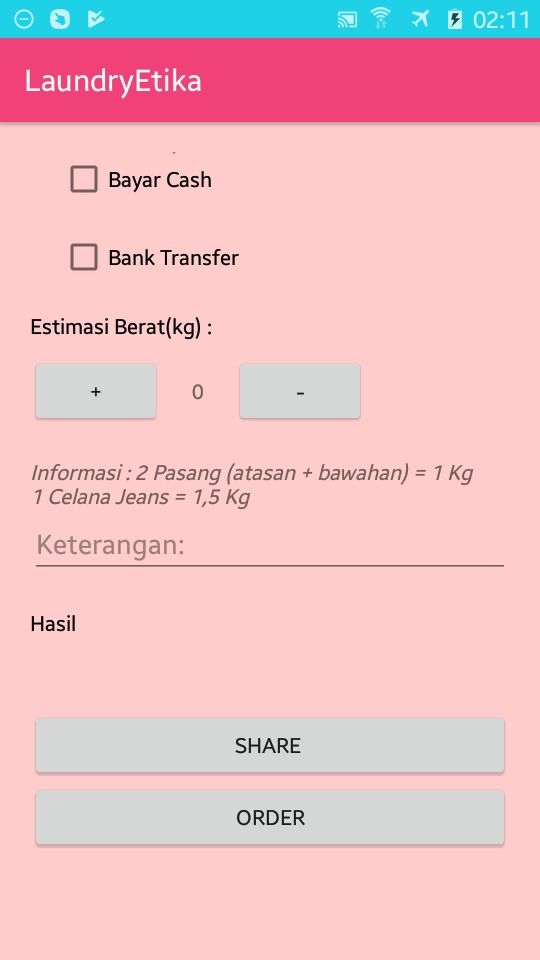 02:11
LaundryEtika
Bayar Cash
Bank Transfer
Estimasi Berat(kg) :
+ 0 -
Informasi : 2 Pasang (atasan + bawahan) = 1 Kg
1 Celana Jeans = 1,5 Kg
Keterangan:
Hasil
SHARE
ORDER